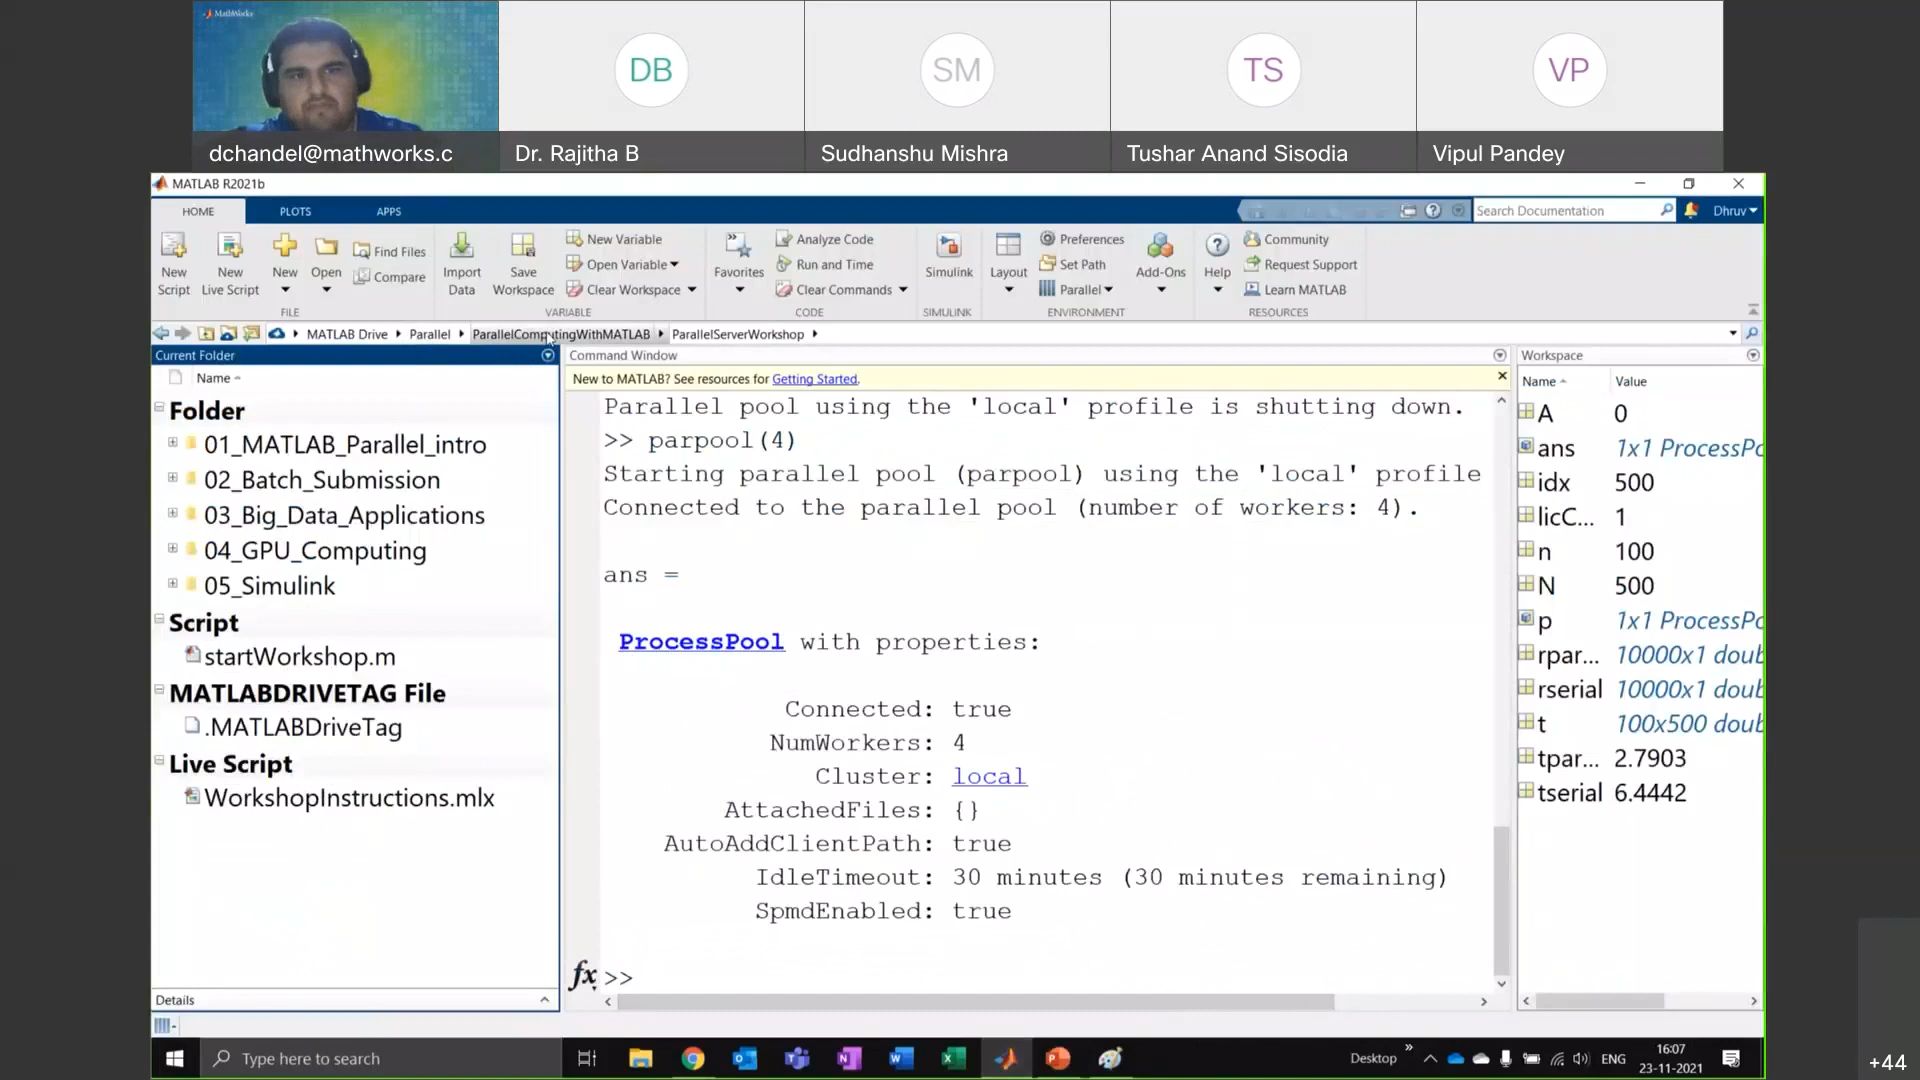 MathWorks
DB
SM
TS
VP
dchandel@mathworks.c
Dr. Rajitha B
Sudhanshu Mishra
Tushar Anand Sisodia
Vipul Pandey
MATLAB R2021b
HOME PLOTS APPS
Search Documentation
Dhruv
New Script
New Live Script
New
Open
Find Files
Compare
FILE
Import Data
Save Workspace
New Variable
Open Variable
Clear Workspace
VARIABLE
Favorites
Analyze Code
Run and Time
Clear Commands
CODE
Simulink
SIMULINK
Layout
Preferences
Set Path
Parallel
Add-Ons
ENVIRONMENT
Help
Community
Request Support
Learn MATLAB
RESOURCES
MATLAB Drive Parallel ParallelComputingWithMATLAB ParallelServerWorkshop
Current Folder
Name
Folder
01_MATLAB_Parallel_intro
02_Batch_Submission
03_Big_Data_Applications
04_GPU_Computing
05_Simulink
Script
startWorkshop.m
MATLABDRIVETAG File
.MATLABDriveTag
Live Script
WorkshopInstructions.mlx
Details
Command Window
New to MATLAB? See resources for Getting Started.
Parallel pool using the 'local' profile is shutting down.
>> parpool(4)
Starting parallel pool (parpool) using the 'local' profile
Connected to the parallel pool (number of workers: 4).
ans =
ProcessPool with properties:
Connected: true
NumWorkers: 4
Cluster: local
AttachedFiles: {}
AutoAddClientPath: true
IdleTimeout: 30 minutes (30 minutes remaining)
SpmdEnabled: true
fx >>
Workspace
Name Value
A 0
ans 1x1 ProcessPo
idx 500
licC... 1
n 100
N 500
p 1x1 ProcessPo
rpar... 10000x1 doub
rserial 10000x1 doub
t 100x500 doub
tpar... 2.7903
tserial 6.4442
Type here to search
Desktop
ENG
16:07
23-11-2021
+44